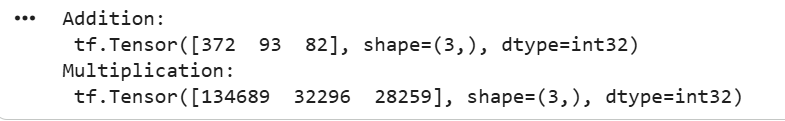 ••• Addition:
tf.Tensor([372  93  82], shape=(3,), dtype=int32)
Multiplication:
tf.Tensor([134689  32296  28259], shape=(3,), dtype=int32)